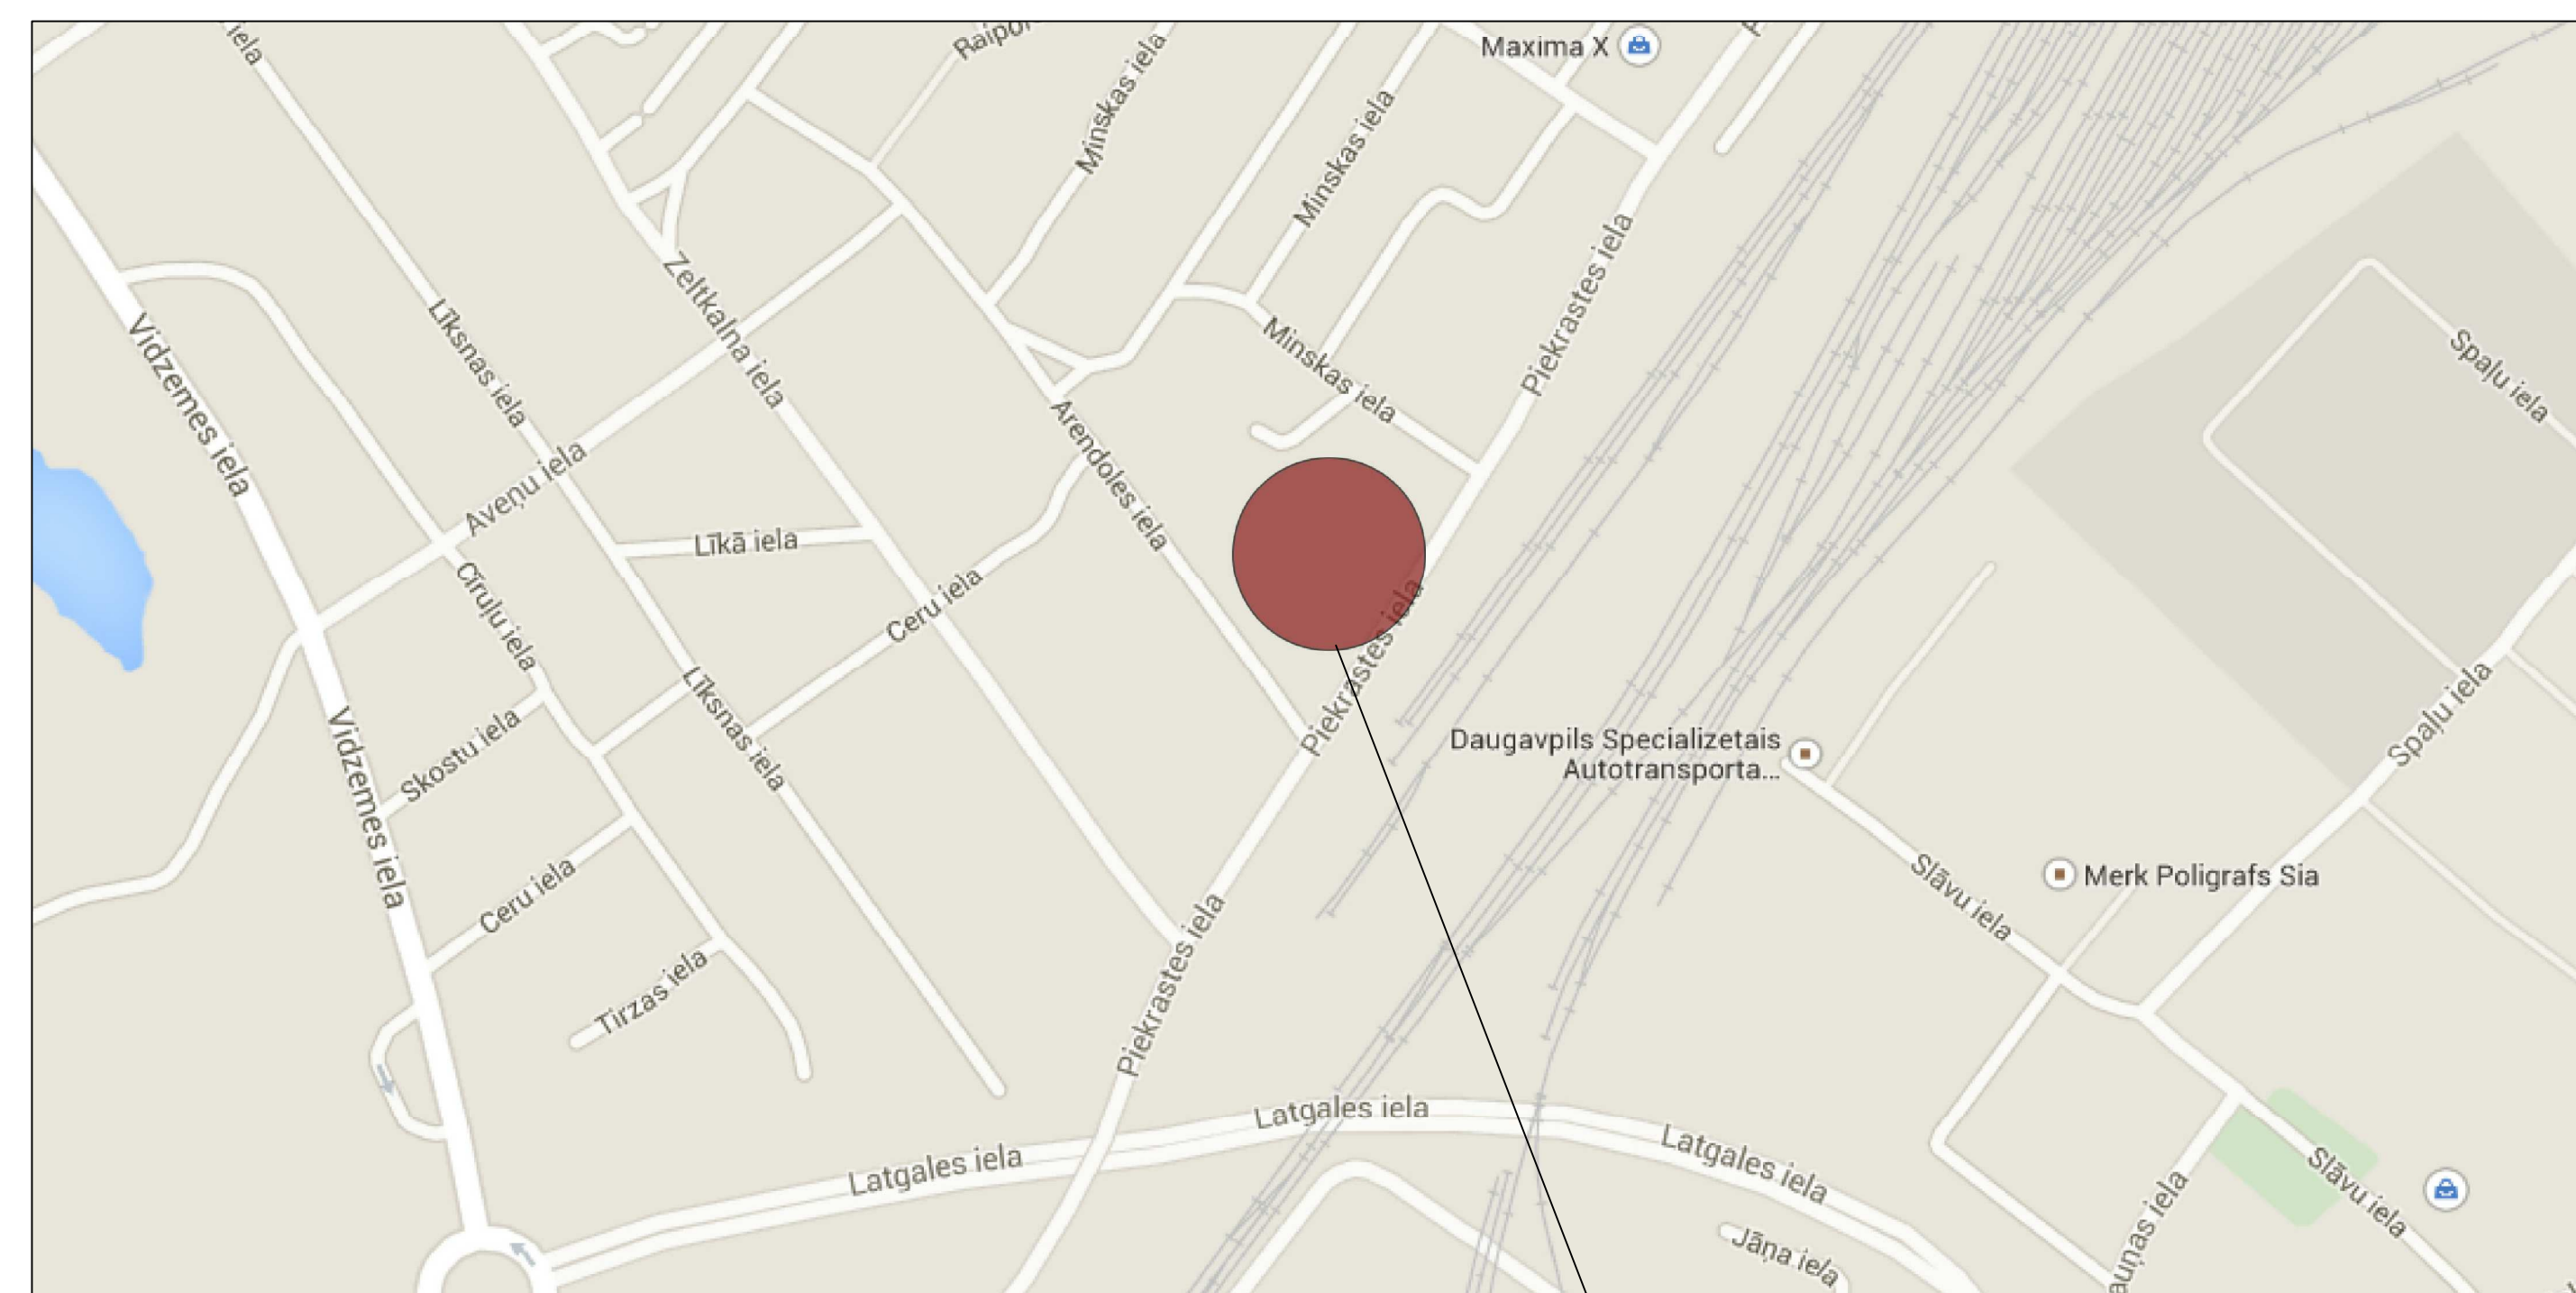 iela
Raipol
Minskas iela
Maxima X
Minskas iela
Piekrastes iela
Zeltkalna iela
Līksnas iela
Vidzemes iela
Minskas iela
Spaļu iela
Arendoles iela
Aveņu iela
Līkā iela
Cīruļu iela
Ceru iela
Piekrastes iela
Līksnas iela
Skostu iela
Vidzemes iela
Daugavpils Specializetais
Autotransporta...
Spaļu iela
Slāvu iela
Merk Poligrafs Sia
Ceru iela
Piekrastes iela
Tirzas iela
Latgales iela
Latgales iela
Latgales iela
Slāvu iela
Jāņa iela
auņas iela